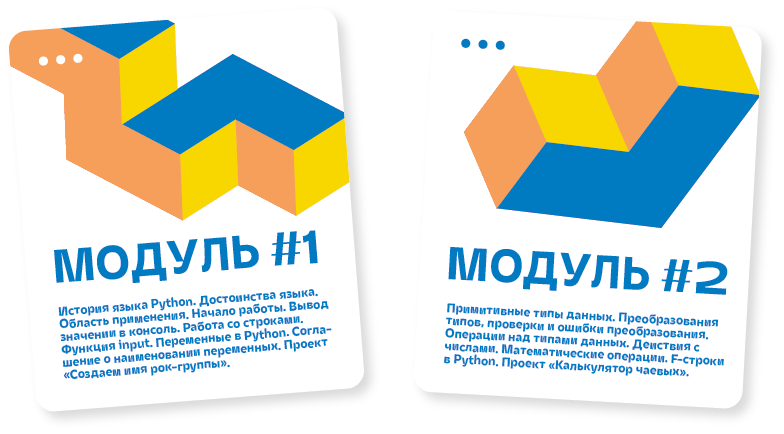 МОДУЛЬ #1
История языка Python. Достоинства языка.
Область применения. Начало работы. Вывод
значении в консоль. Работа со строками.
Функция input. Переменные в Python. Согла-
шение о наименовании переменных. Проект
«Создаем имя рок-группы».
МОДУЛЬ #2
Примитивные типы данных. Преобразования
типов, проверки и ошибки преобразования.
Операции над типами данных. Деиствия с
числами. Математические операции. F-строки
в Python. Проект «Калькулятор чаевых».